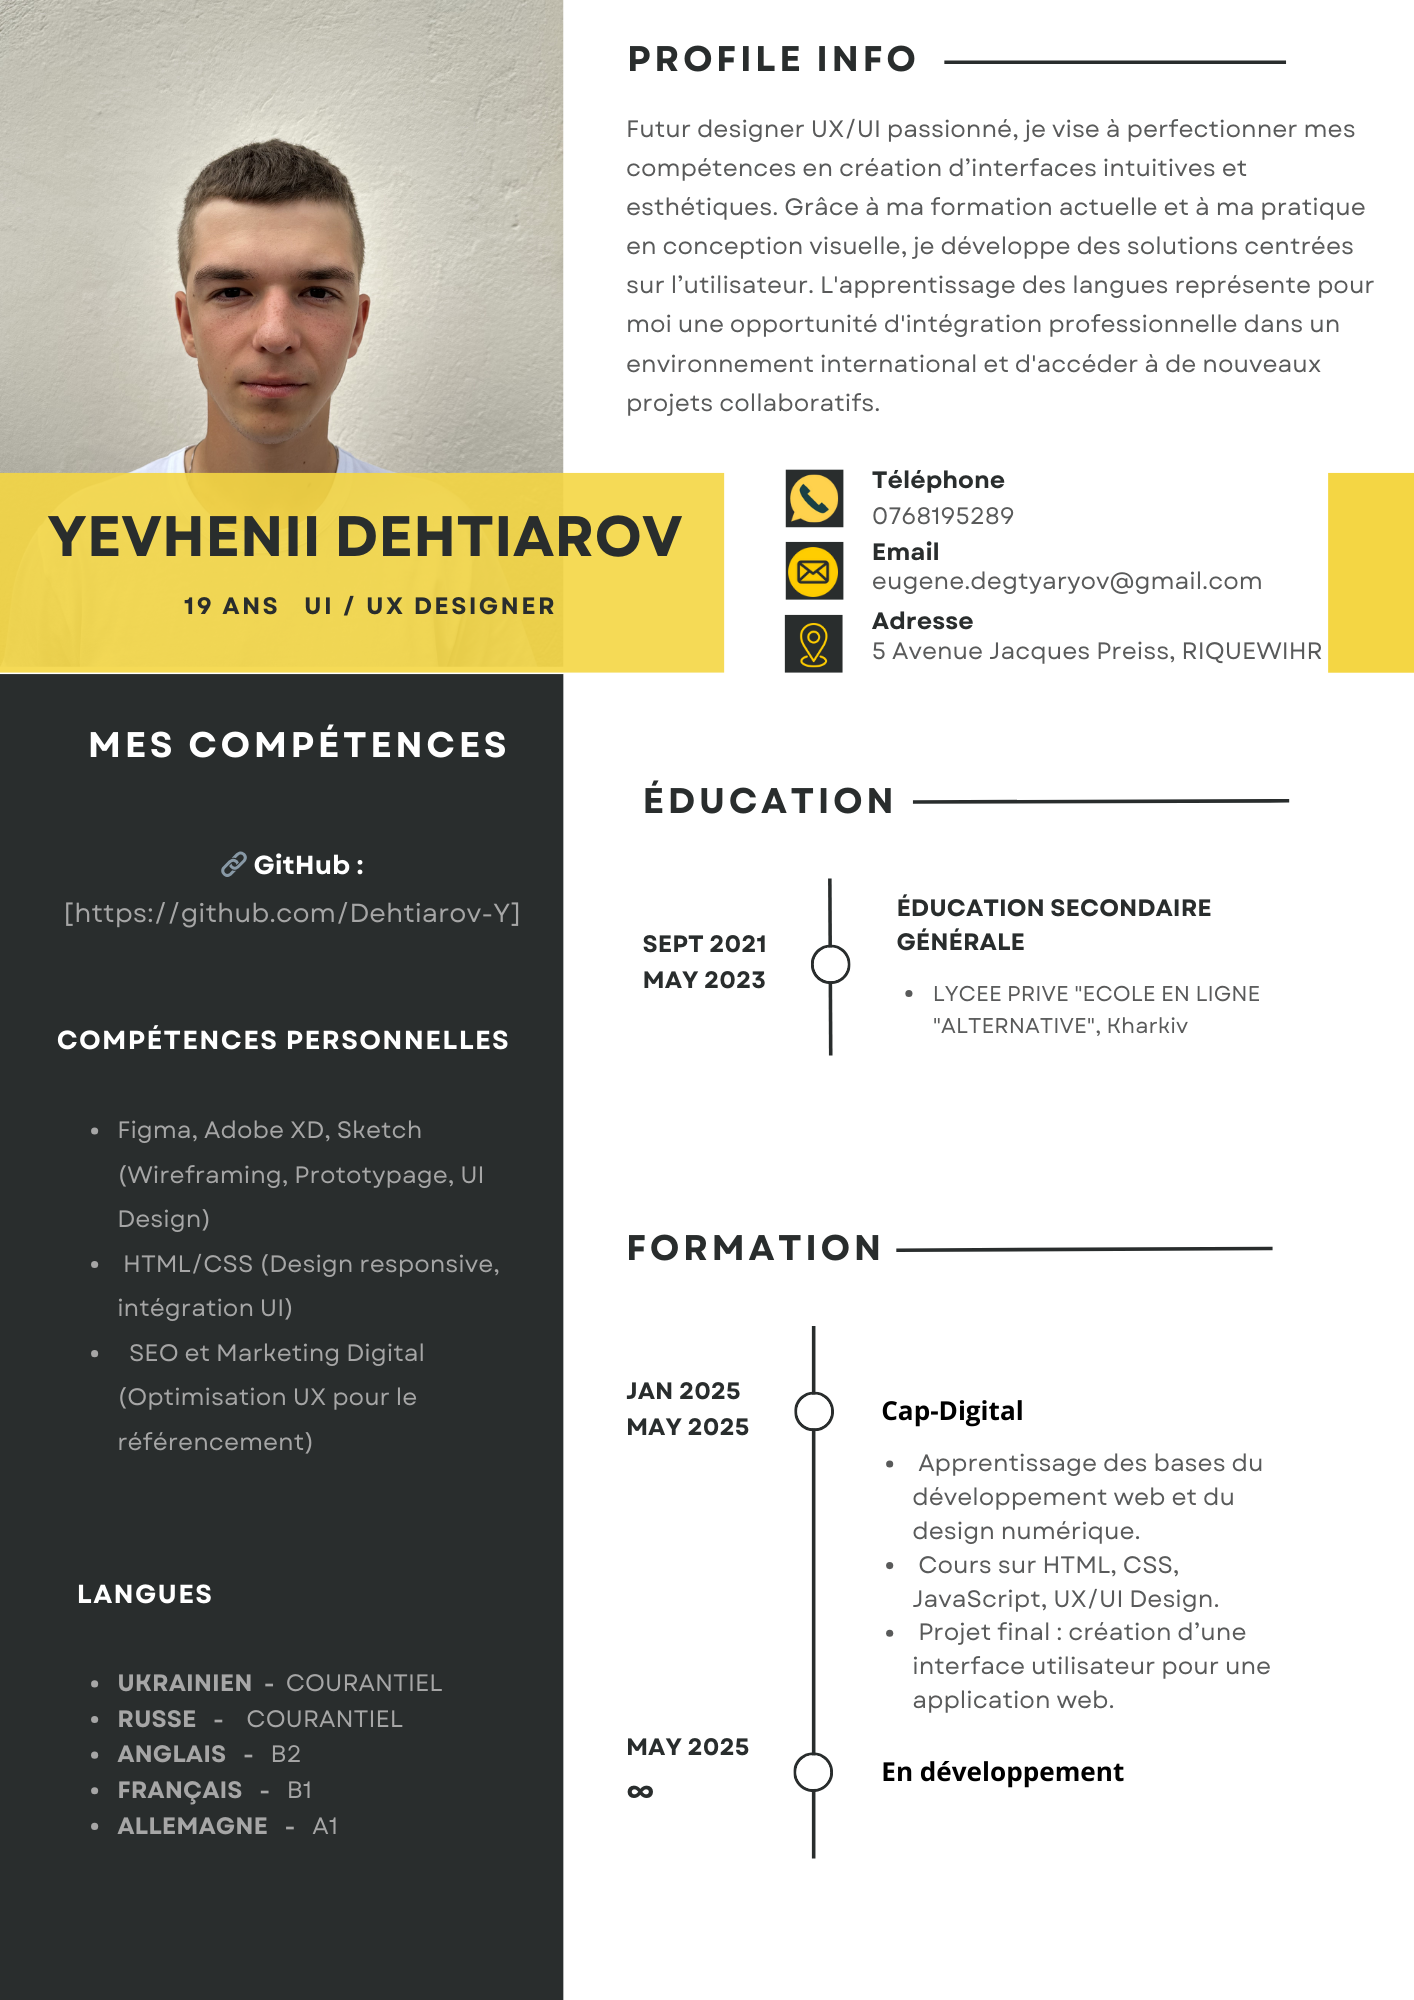 PROFILE INFO
Futur designer UX/UI passionné, je vise à perfectionner mes
compétences en création d’interfaces intuitives et
esthétiques. Grâce à ma formation actuelle et à ma pratique
en conception visuelle, je développe des solutions centrées
sur l’utilisateur. L'apprentissage des langues représente pour
moi une opportunité d'intégration professionnelle dans un
environnement international et d'accéder à de nouveaux
projets collaboratifs.
YEVHENII DEHTIAROV
19 ANS UI / UX DESIGNER
Téléphone
0768195289
Email
eugene.degtyaryov@gmail.com
Adresse
5 Avenue Jacques Preiss, RIQUEWIHR
MES COMPÉTENCES
GitHub :
[https://github.com/Dehtiarov-Y]
COMPÉTENCES PERSONNELLES
• Figma, Adobe XD, Sketch
(Wireframing, Prototypage, UI
Design)
• HTML/CSS (Design responsive,
intégration UI)
• SEO et Marketing Digital
(Optimisation UX pour le
référencement)
LANGUES
• UKRAINIEN - COURANTIEL
• RUSSE - COURANTIEL
• ANGLAIS - B2
• FRANÇAIS - B1
• ALLEMAGNE - A1
ÉDUCATION
SEPT 2021
MAY 2023
ÉDUCATION SECONDAIRE
GÉNÉRALE
• LYCEE PRIVE "ECOLE EN LIGNE
"ALTERNATIVE", Kharkiv
FORMATION
JAN 2025
MAY 2025
Cap-Digital
• Apprentissage des bases du
développement web et du
design numérique.
• Cours sur HTML, CSS,
JavaScript, UX/UI Design.
• Projet final : création d’une
interface utilisateur pour une
application web.
MAY 2025
∞
En développement